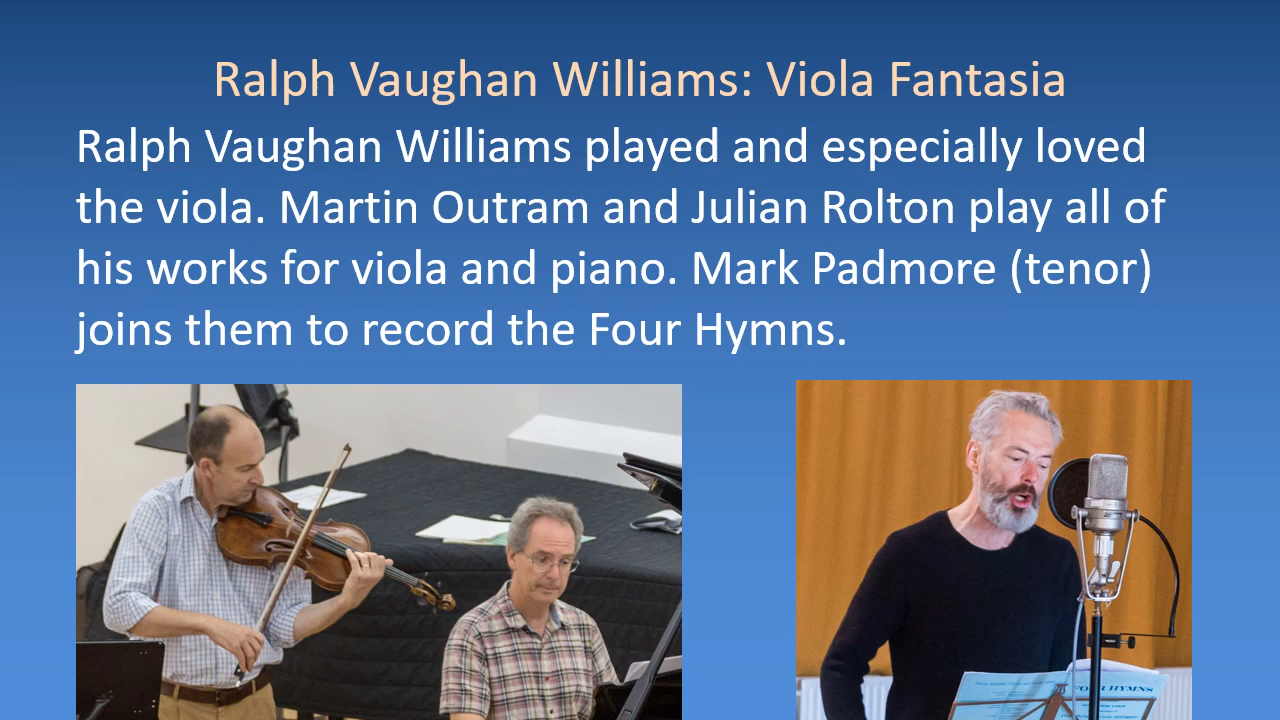 Ralph Vaughan Williams: Viola Fantasia
Ralph Vaughan Williams played and especially loved
the viola. Martin Outram and Julian Rolton play all of
his works for viola and piano. Mark Padmore (tenor)
joins them to record the Four Hymns.
FOUR HYMNS